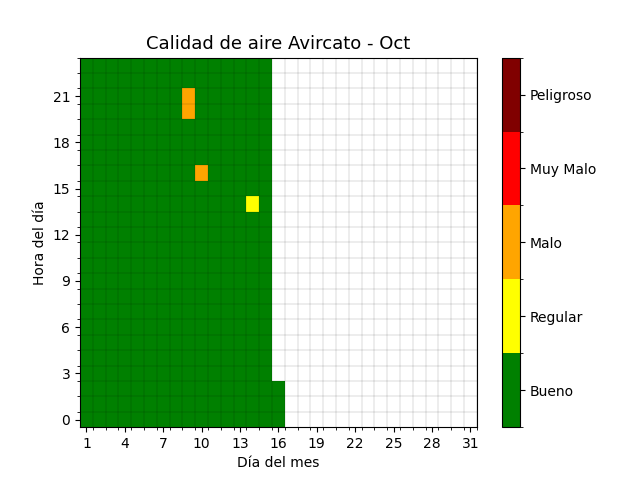 Calidad de aire Avircato - Oct
Hora del día
21
18
15
12
9
6
3
0
1 4 7 10 13 16 19 22 25 28 31
Día del mes
Peligroso
Muy Malo
Malo
Regular
Bueno